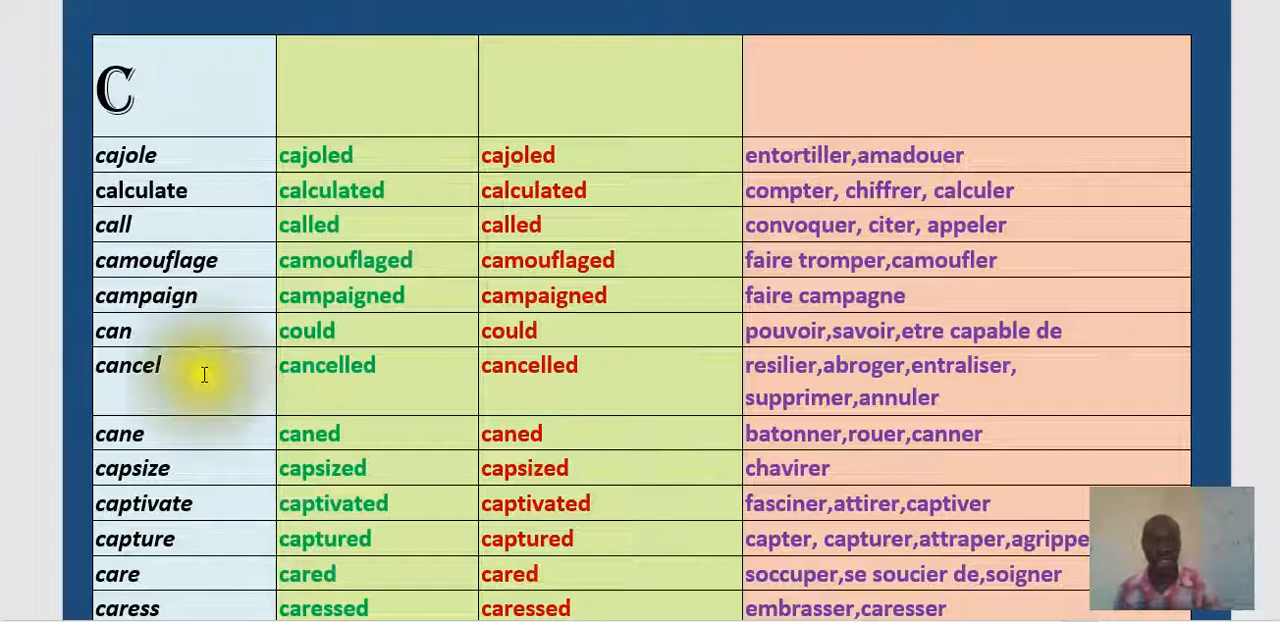 C
cajole cajoled cajoled entortiller,amadouer
calculate calculated calculated compter, chiffrer, calculer
call called called convoquer, citer, appeler
camouflage camouflaged camouflaged faire tromper,camoufler
campaign campaigned campaigned faire campagne
can could could pouvoir,savoir,etre capable de
cancel cancelled cancelled resilier,abroger,entraliser,
supprimer,annuler
cane caned caned batonner,rouer,canner
capsize capsized capsized chavirer
captivate captivated captivated fasciner,attirer,captiver
capture captured captured capter, capturer,attraper,agrippe
care cared cared soccuper,se soucier de,soigner
caress caressed caressed embrasser,caresser